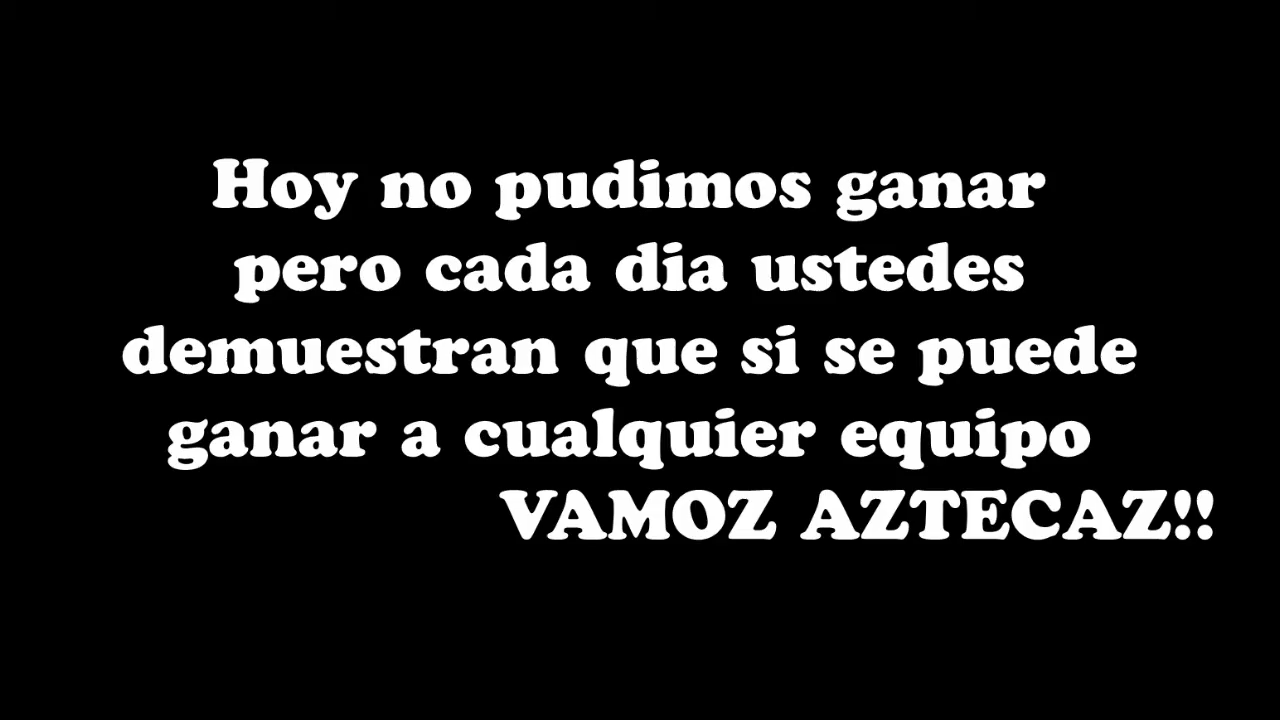 Hoy no pudimos ganar
pero cada dia ustedes
demuestran que si se puede
ganar a cualquier equipo
VAMOZ AZTECAZ!!